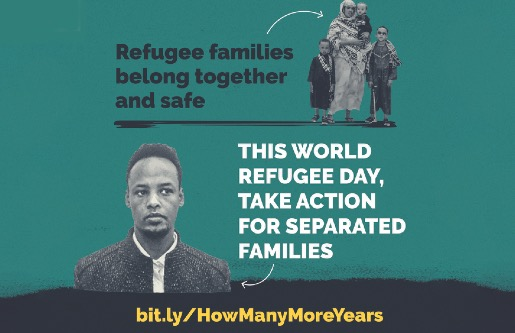 Refugee families
belong together
and safe
THIS WORLD
REFUGEE DAY,
TAKE ACTION
FOR SEPARATED
FAMILIES
bit.ly/HowManyMoreYears